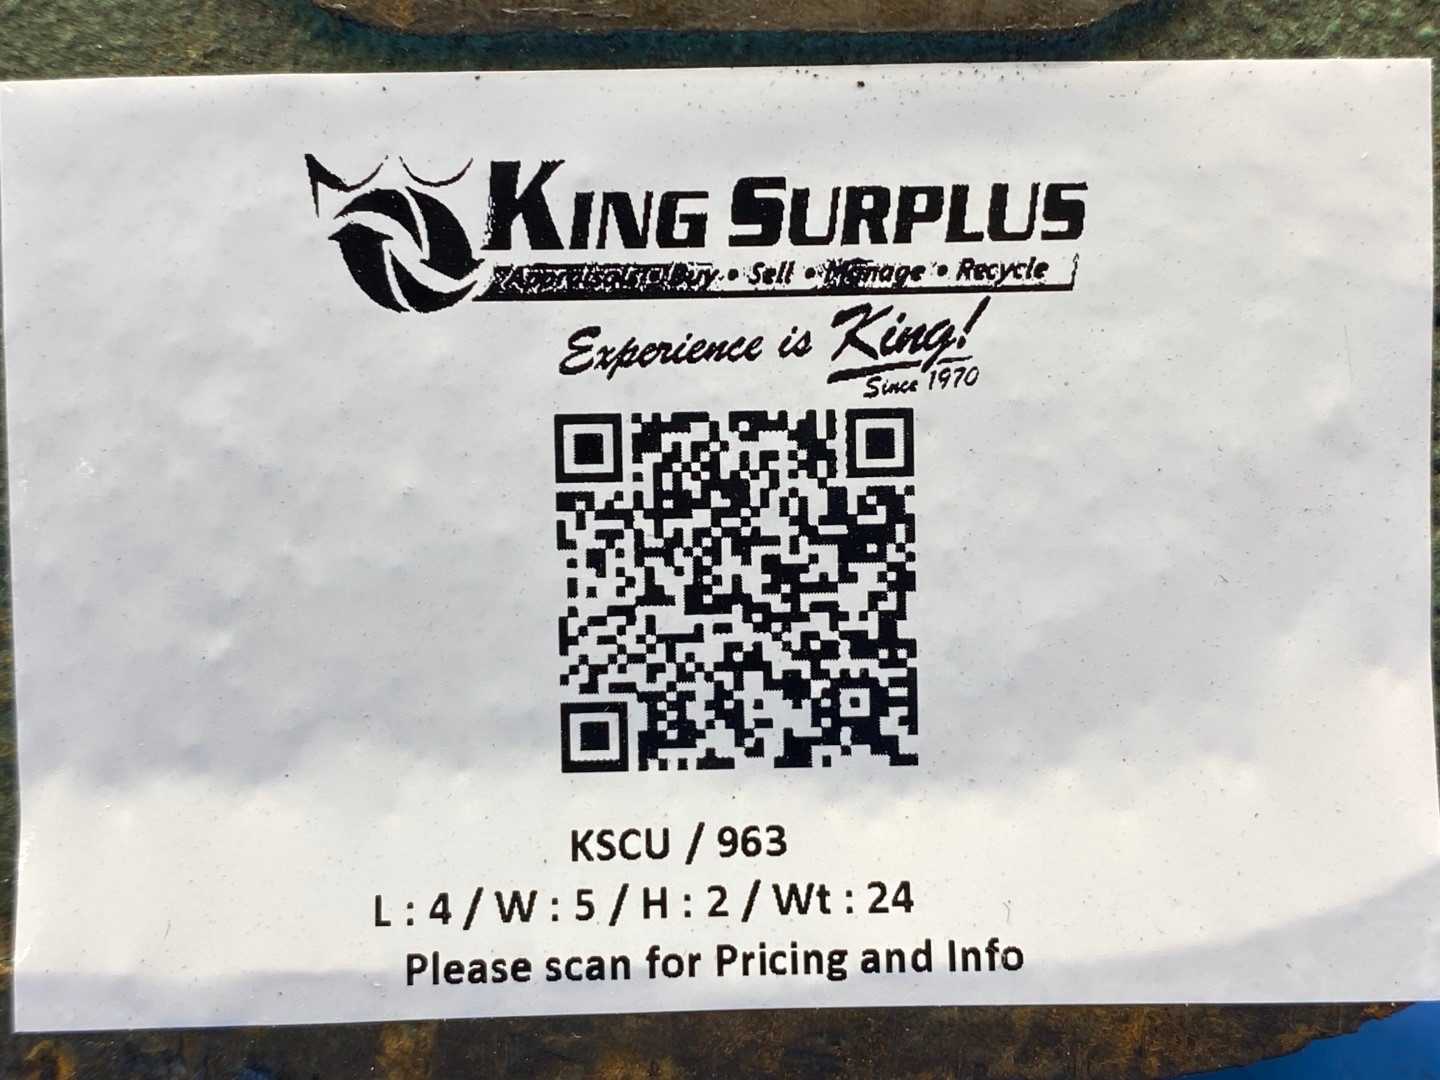 KING SURPLUS
Appraisals • Buy • Sell • Manage • Recycle
Experience is King!
Since 1970
KSCU / 963
L : 4 / W : 5 / H : 2 / Wt : 24
Please scan for Pricing and Info